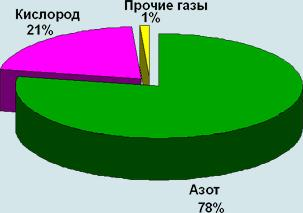 Прочие газы
1%
Кислород
21%
Азот
78%